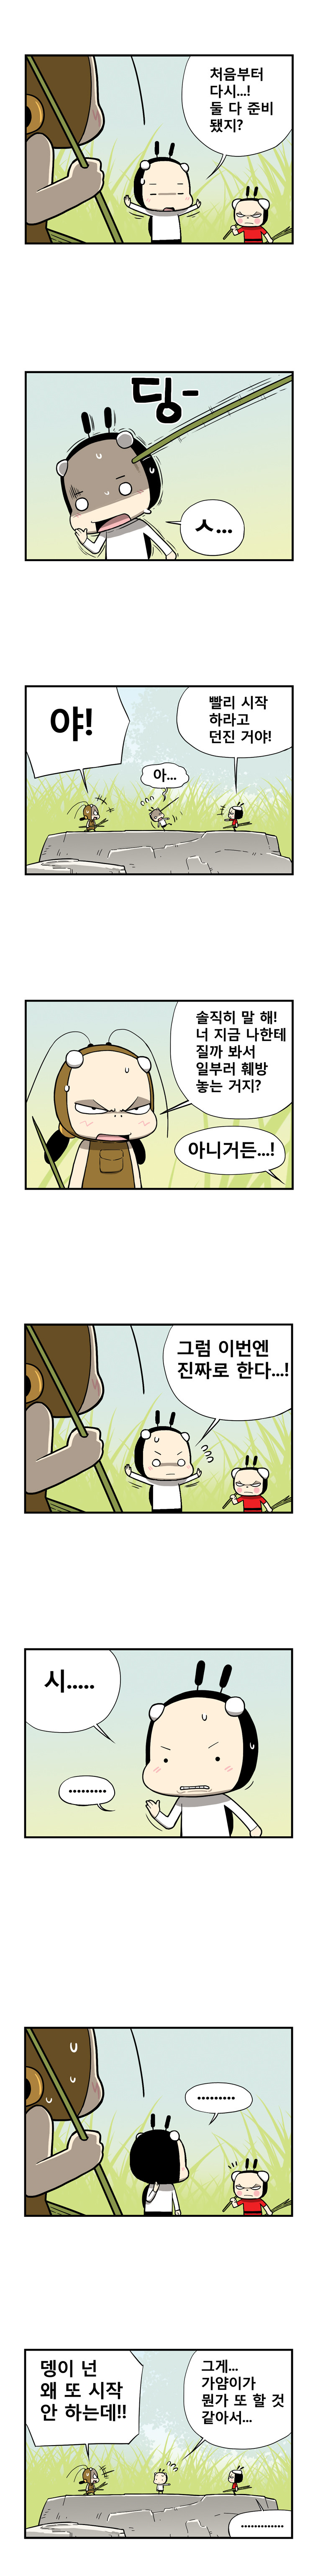 처음부터
다시...!
둘 다 준비
됐지?
딩-
ㅅ...
야!
빨리 시작
하라고
던진 거야!
아...
솔직히 말 해!
너 지금 나한테
질까 봐서
일부러 훼방
놓는 거지?
아니거든...!
그럼 이번엔
진짜로 한다...!
시.....
.........
.........
뎅이 넌
왜 또 시작
안 하는데!!
그게...
가얌이가
뭔가 또 할 것
같아서...
.............